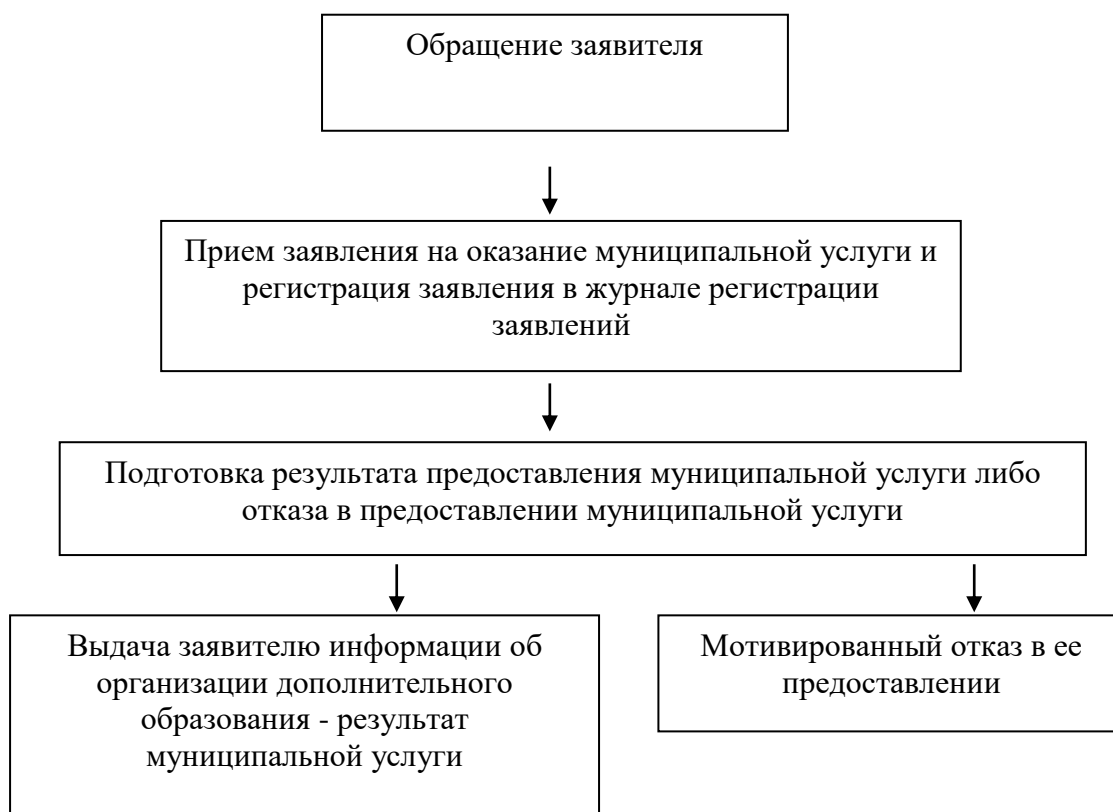 Обращение заявителя
Прием заявления на оказание муниципальной услуги и
регистрация заявления в журнале регистрации
заявлений
Подготовка результата предоставления муниципальной услуги либо
отказа в предоставлении муниципальной услуги
Выдача заявителю информации об
организации дополнительного
образования - результат
муниципальной услуги
Мотивированный отказ в ее
предоставлении